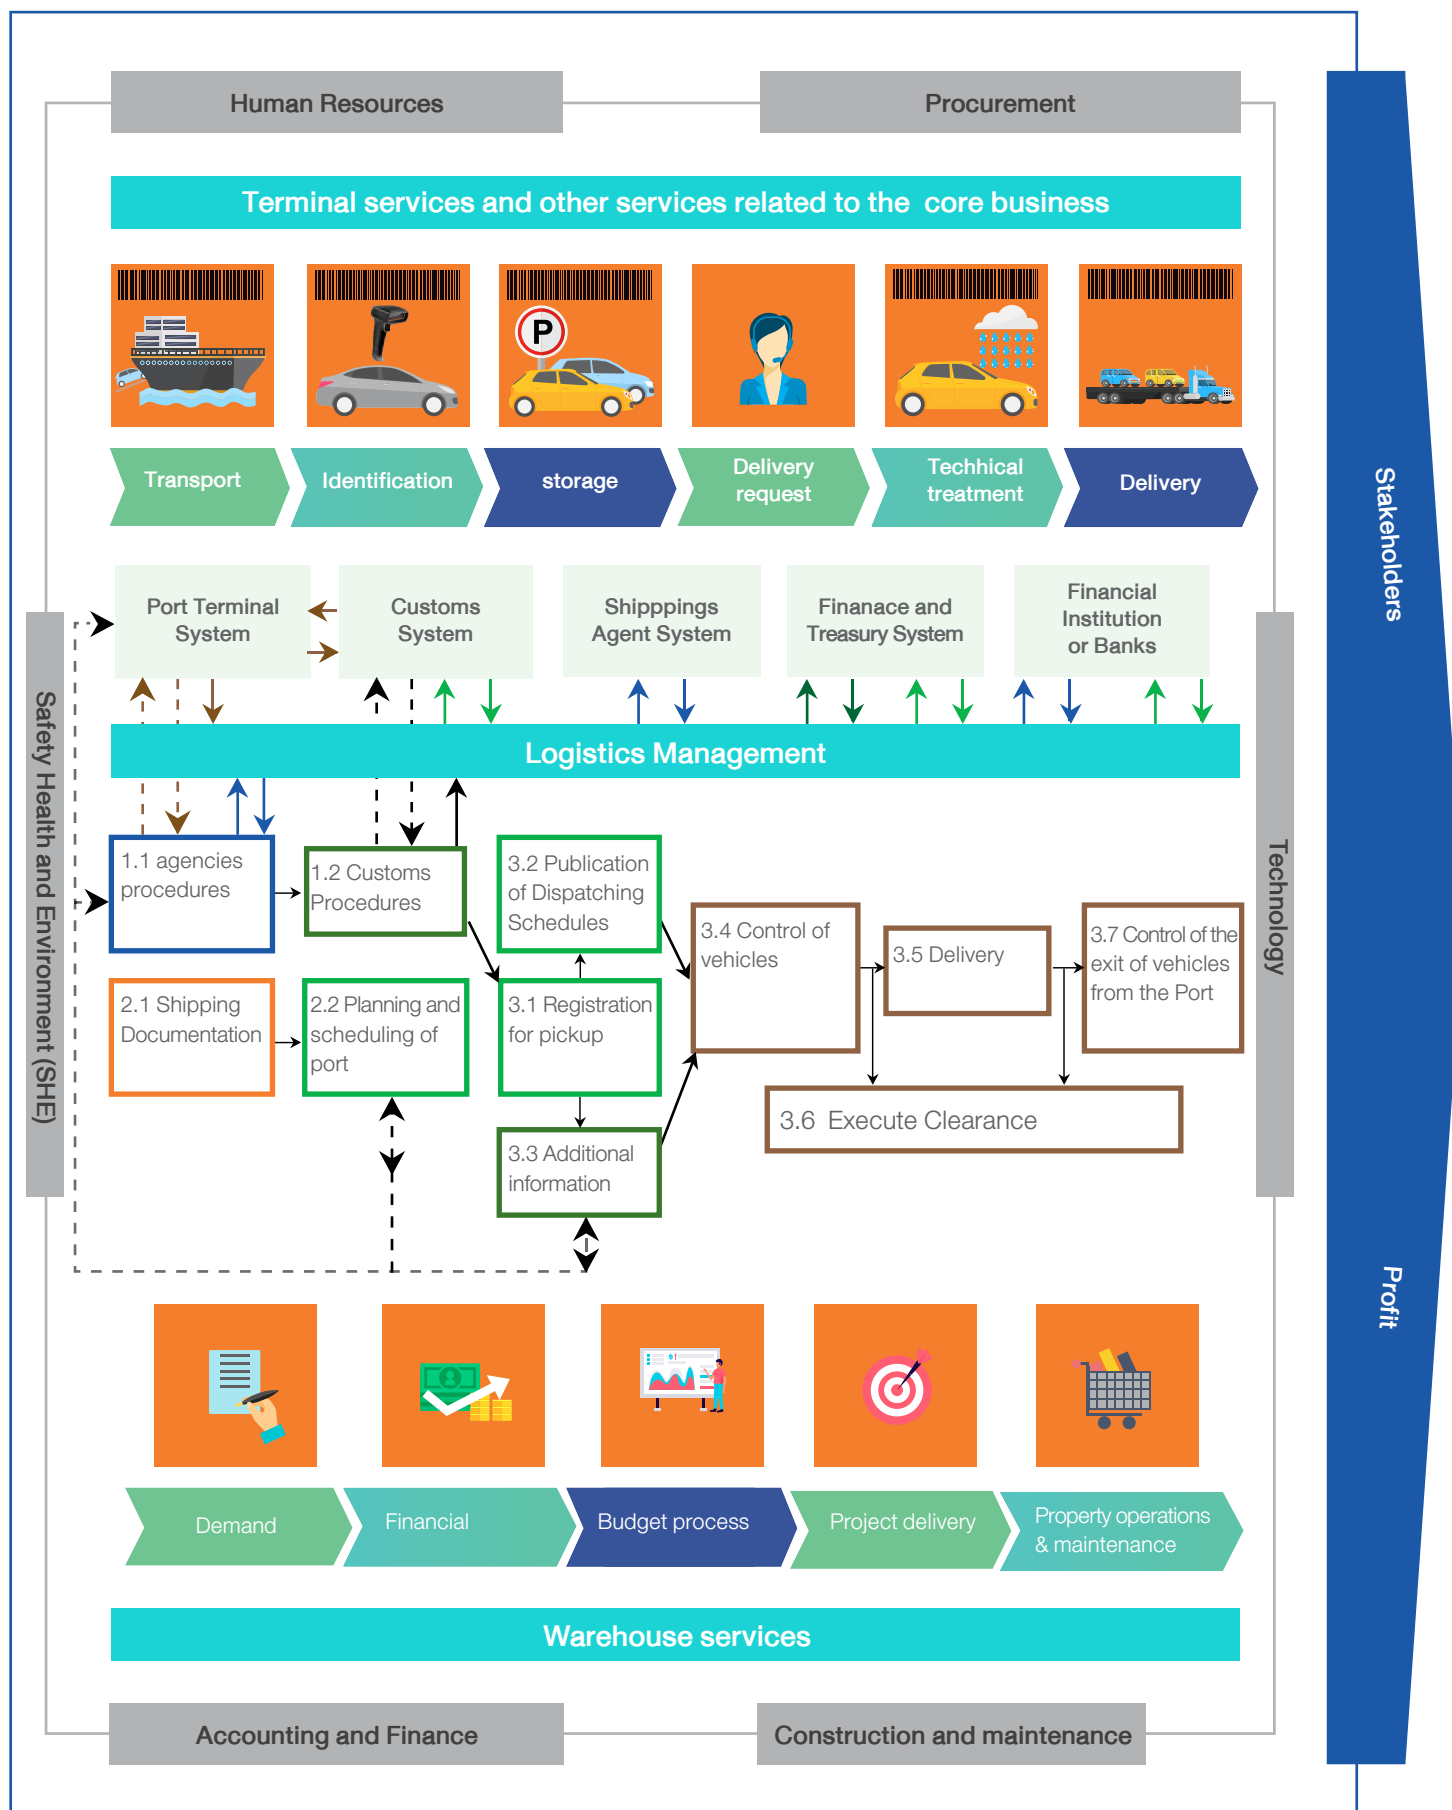 Human Resources
Procurement
Terminal services and other services related to the core business
P
Transport
Identification
storage
Delivery
request
Techhical
treatment
Delivery
Port Terminal
System
Customs
System
Shipppings
Agent System
Finanace and
Treasury System
Financial
Institution
or Banks
Logistics Management
1.1 agencies
procedures
1.2 Customs
Procedures
3.2 Publication
of Dispatching
Schedules
3.4 Control of
vehicles
3.5 Delivery
3.7 Control of the
exit of vehicles
from the Port
2.1 Shipping
Documentation
2.2 Planning and
scheduling of
port
3.1 Registration
for pickup
3.6 Execute Clearance
3.3 Additional
information
Safety Health and Environment (SHE)
Technology
Stakeholders
Profit
Demand
Financial
Budget process
Project delivery
Property operations
& maintenance
Warehouse services
Accounting and Finance
Construction and maintenance